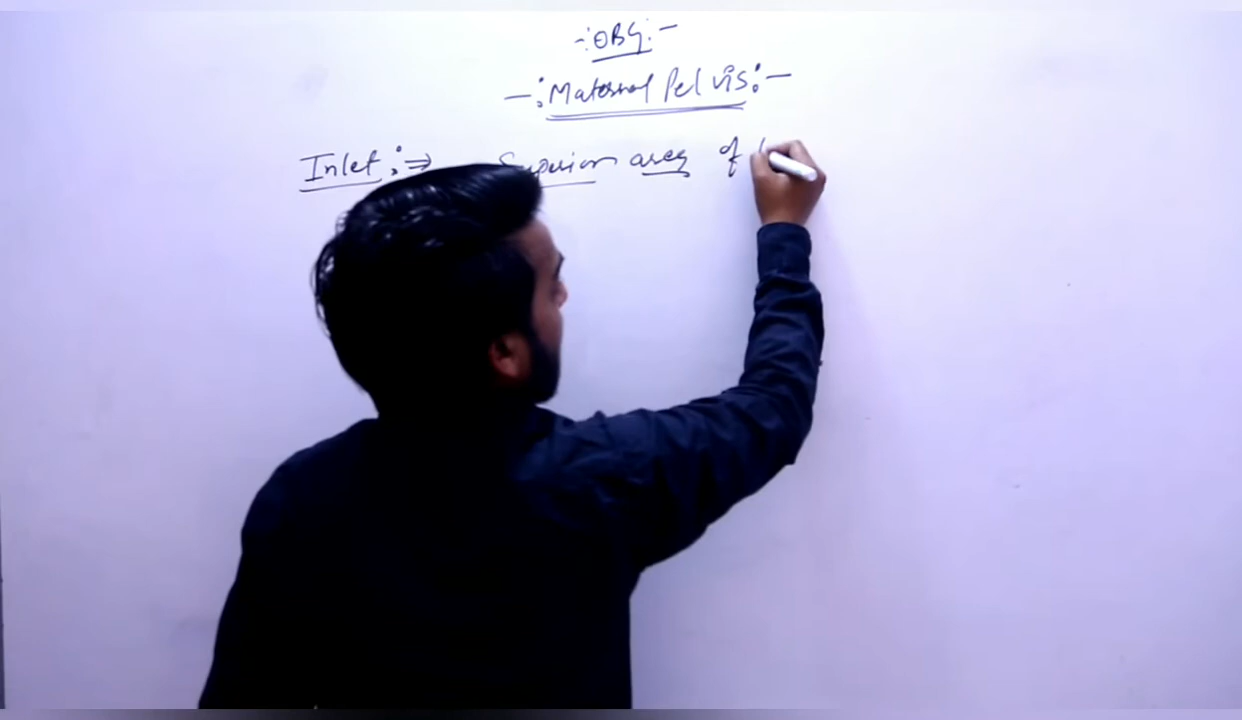 -: OBG :-
-: Maternal Pelvis :-
Inlet :⇒ Superior area of